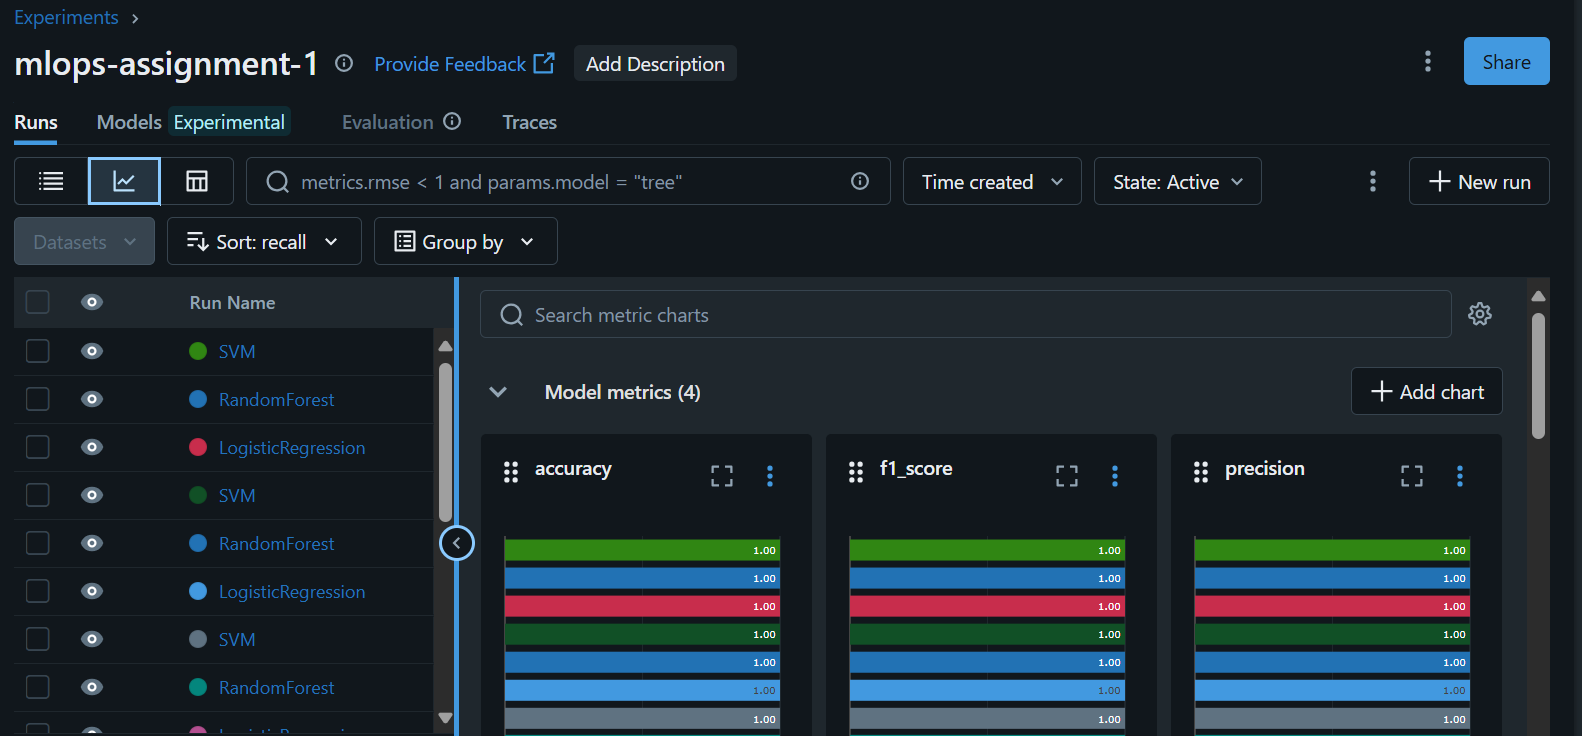 Experiments
mlops-assignment-1 Provide Feedback Add Description Share
Runs Models Experimental Evaluation Traces
metrics.rmse < 1 and params.model = "tree" Time created State: Active New run
Datasets Sort: recall Group by
Run Name
Search metric charts
SVM
RandomForest
LogisticRegression
SVM
RandomForest
LogisticRegression
SVM
RandomForest
Model metrics (4) Add chart
accuracy
1.00
1.00
1.00
1.00
1.00
1.00
1.00
f1_score
1.00
1.00
1.00
1.00
1.00
1.00
1.00
precision
1.00
1.00
1.00
1.00
1.00
1.00
1.00